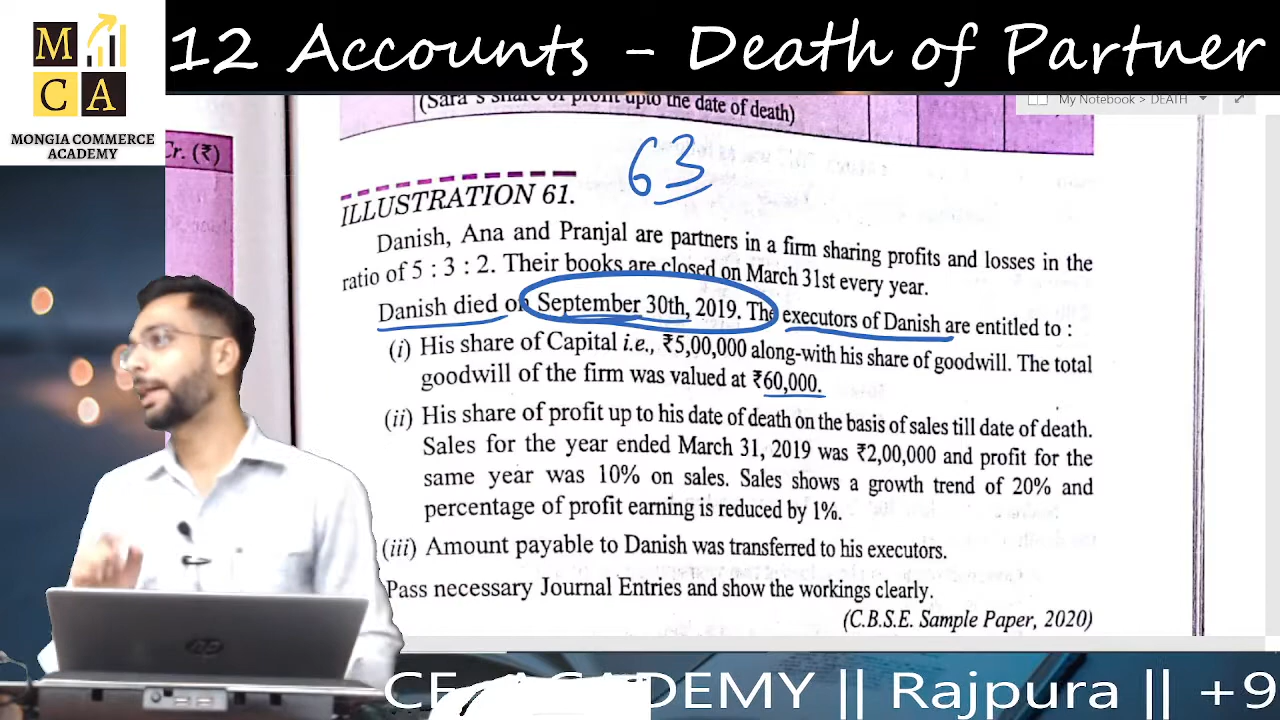 12 Accounts - Death of Partner
M
C A
MONGIA COMMERCE
ACADEMY
My Notebook > DEATH
(Sara's share of profit upto the date of death)
Cr. (₹)
63
ILLUSTRATION 61.
Danish, Ana and Pranjal are partners in a firm sharing profits and losses in the
ratio of 5 : 3 : 2. Their books are closed on March 31st every year.
Danish died on September 30th, 2019. The executors of Danish are entitled to :
(i) His share of Capital i.e., ₹5,00,000 along-with his share of goodwill. The total
goodwill of the firm was valued at ₹60,000.
(ii) His share of profit up to his date of death on the basis of sales till date of death.
Sales for the year ended March 31, 2019 was ₹2,00,000 and profit for the
same year was 10% on sales. Sales shows a growth trend of 20% and
percentage of profit earning is reduced by 1%.
(iii) Amount payable to Danish was transferred to his executors.
Pass necessary Journal Entries and show the workings clearly.
(C.B.S.E. Sample Paper, 2020)
hp
ACADEMY || Rajpura || +9